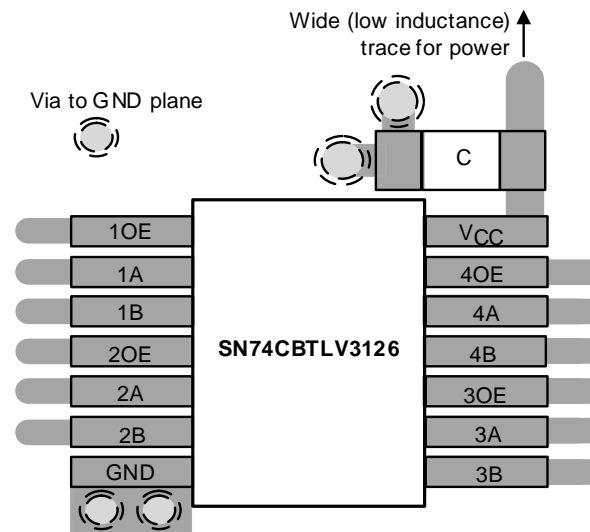 Wide (low inductance)
trace for power
Via to GND plane
C
1OE
1A
1B
2OE
2A
2B
GND
SN74CBTLV3126
VCC
4OE
4A
4B
3OE
3A
3B